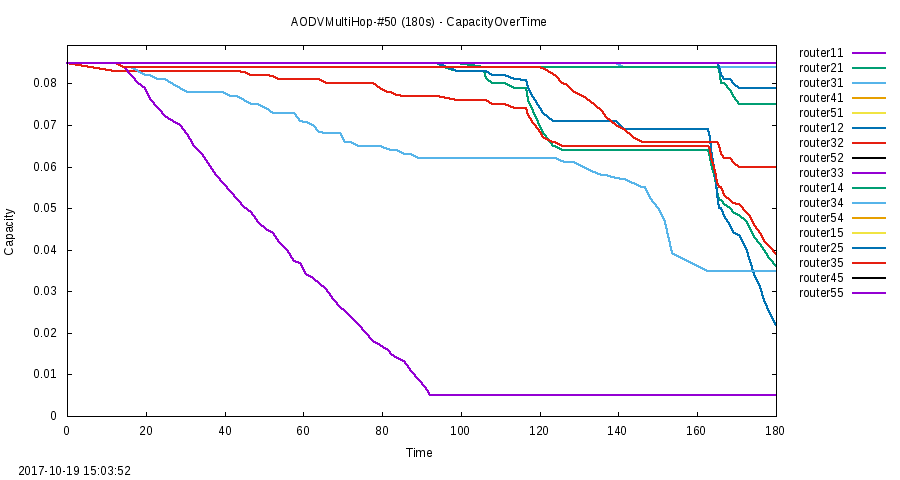 AODVMultiHop-#50 (180s) - CapacityOverTime
Capacity
0.08
0.07
0.06
0.05
0.04
0.03
0.02
0.01
0
0 20 40 60 80 100 120 140 160 180
Time
router11
router21
router31
router41
router51
router12
router32
router52
router33
router14
router34
router54
router15
router25
router35
router45
router55
2017-10-19 15:03:52